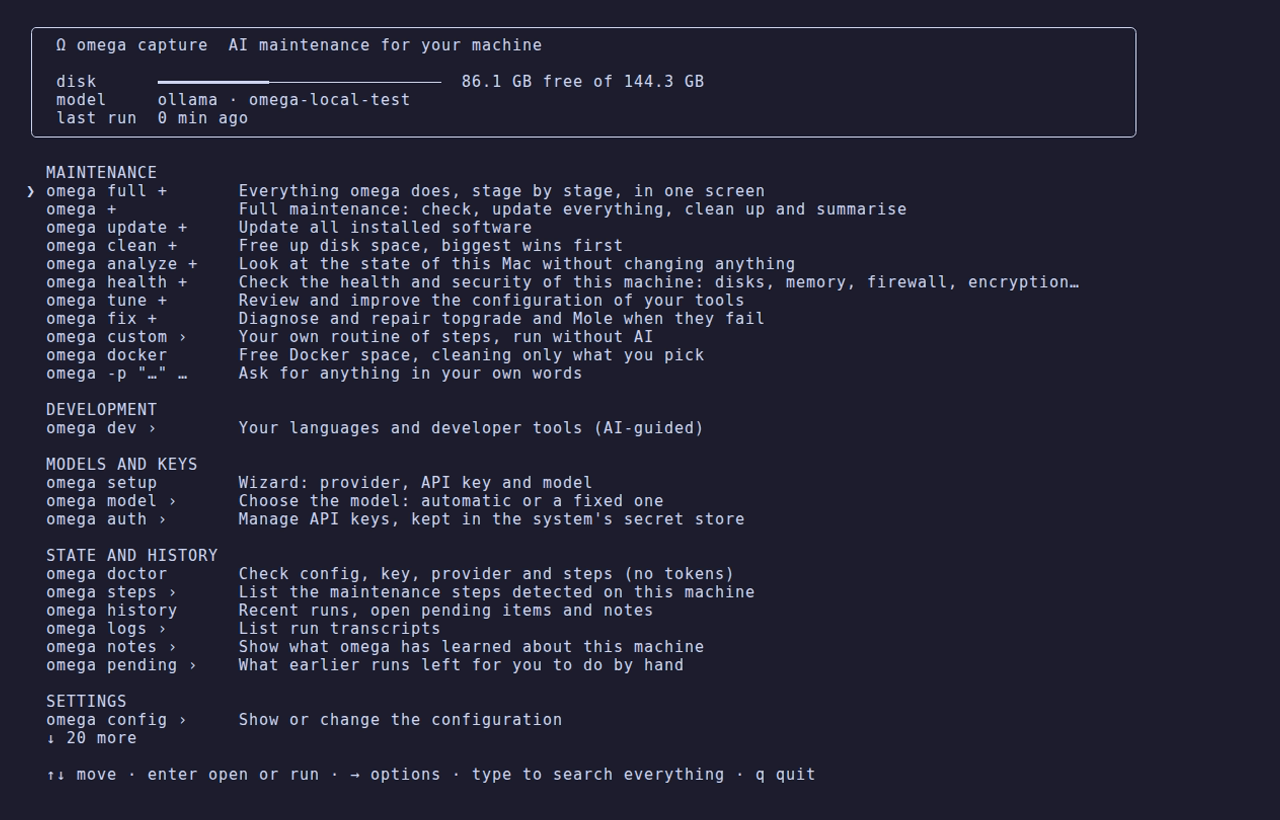 Ω omega capture  AI maintenance for your machine
disk 86.1 GB free of 144.3 GB
model ollama · omega-local-test
last run 0 min ago
MAINTENANCE
❯ omega full + Everything omega does, stage by stage, in one screen
omega + Full maintenance: check, update everything, clean up and summarise
omega update + Update all installed software
omega clean + Free up disk space, biggest wins first
omega analyze + Look at the state of this Mac without changing anything
omega health + Check the health and security of this machine: disks, memory, firewall, encryption…
omega tune + Review and improve the configuration of your tools
omega fix + Diagnose and repair topgrade and Mole when they fail
omega custom › Your own routine of steps, run without AI
omega docker Free Docker space, cleaning only what you pick
omega -p "…" … Ask for anything in your own words
DEVELOPMENT
omega dev › Your languages and developer tools (AI-guided)
MODELS AND KEYS
omega setup Wizard: provider, API key and model
omega model › Choose the model: automatic or a fixed one
omega auth › Manage API keys, kept in the system's secret store
STATE AND HISTORY
omega doctor Check config, key, provider and steps (no tokens)
omega steps › List the maintenance steps detected on this machine
omega history Recent runs, open pending items and notes
omega logs › List run transcripts
omega notes › Show what omega has learned about this machine
omega pending › What earlier runs left for you to do by hand
SETTINGS
omega config › Show or change the configuration
↓ 20 more
↑↓ move · enter open or run · → options · type to search everything · q quit